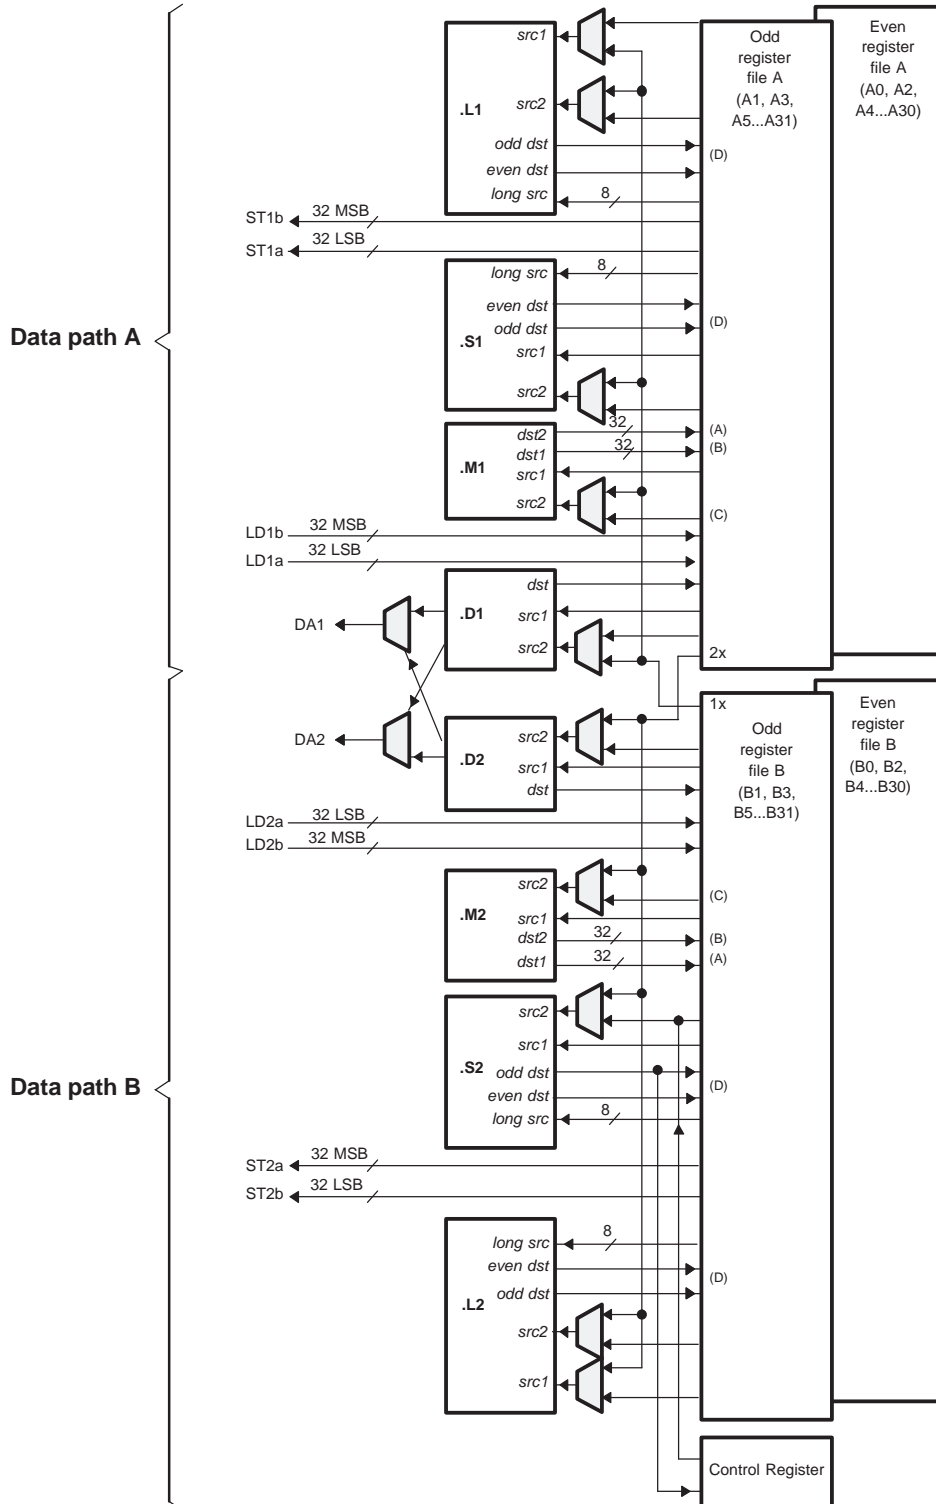 Odd
register
file A
(A1, A3,
A5...A31)
Even
register
file A
(A0, A2,
A4...A30)
src1
.L1
src2
odd dst
(D)
even dst
long src
8
ST1b
32 MSB
ST1a
32 LSB
long src
8
even dst
(D)
odd dst
Data path A
.S1
src1
src2
32
dst2
(A)
32
dst1
(B)
.M1
src1
src2
(C)
LD1b
32 MSB
LD1a
32 LSB
dst
.D1
src1
DA1
src2
2x
1x
Odd
register
file B
(B1, B3,
B5...B31)
Even
register
file B
(B0, B2,
B4...B30)
DA2
src2
.D2
src1
dst
LD2a
32 LSB
LD2b
32 MSB
src2
(C)
.M2
src1
dst2
32
(B)
dst1
32
(A)
src2
src1
.S2
odd dst
(D)
Data path B
even dst
long src
8
ST2a
32 MSB
ST2b
32 LSB
long src
8
even dst
(D)
odd dst
.L2
src2
src1
Control Register